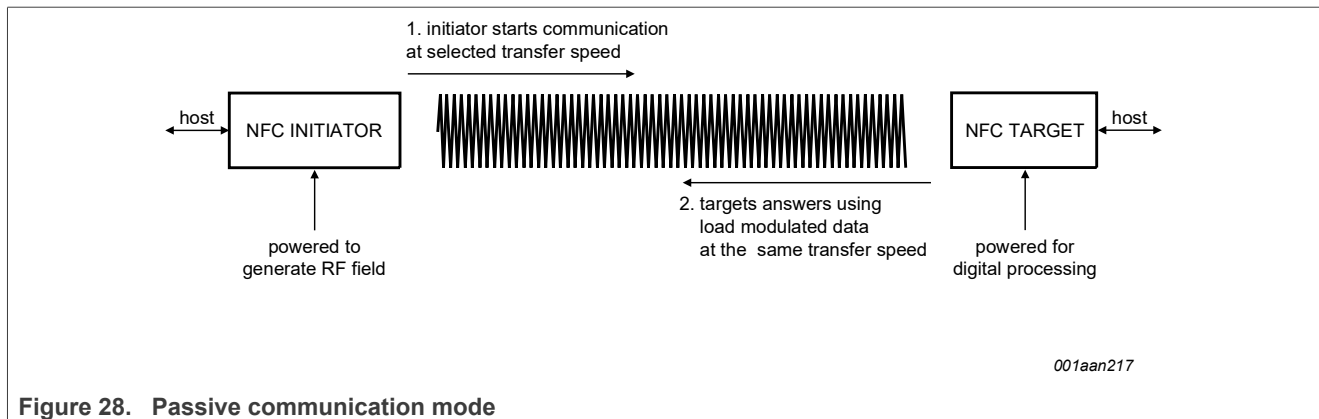 1. initiator starts communication
at selected transfer speed
host
NFC INITIATOR
NFC TARGET
host
2. targets answers using
load modulated data
at the same transfer speed
powered to
generate RF field
powered for
digital processing
001aan217
Figure 28. Passive communication mode